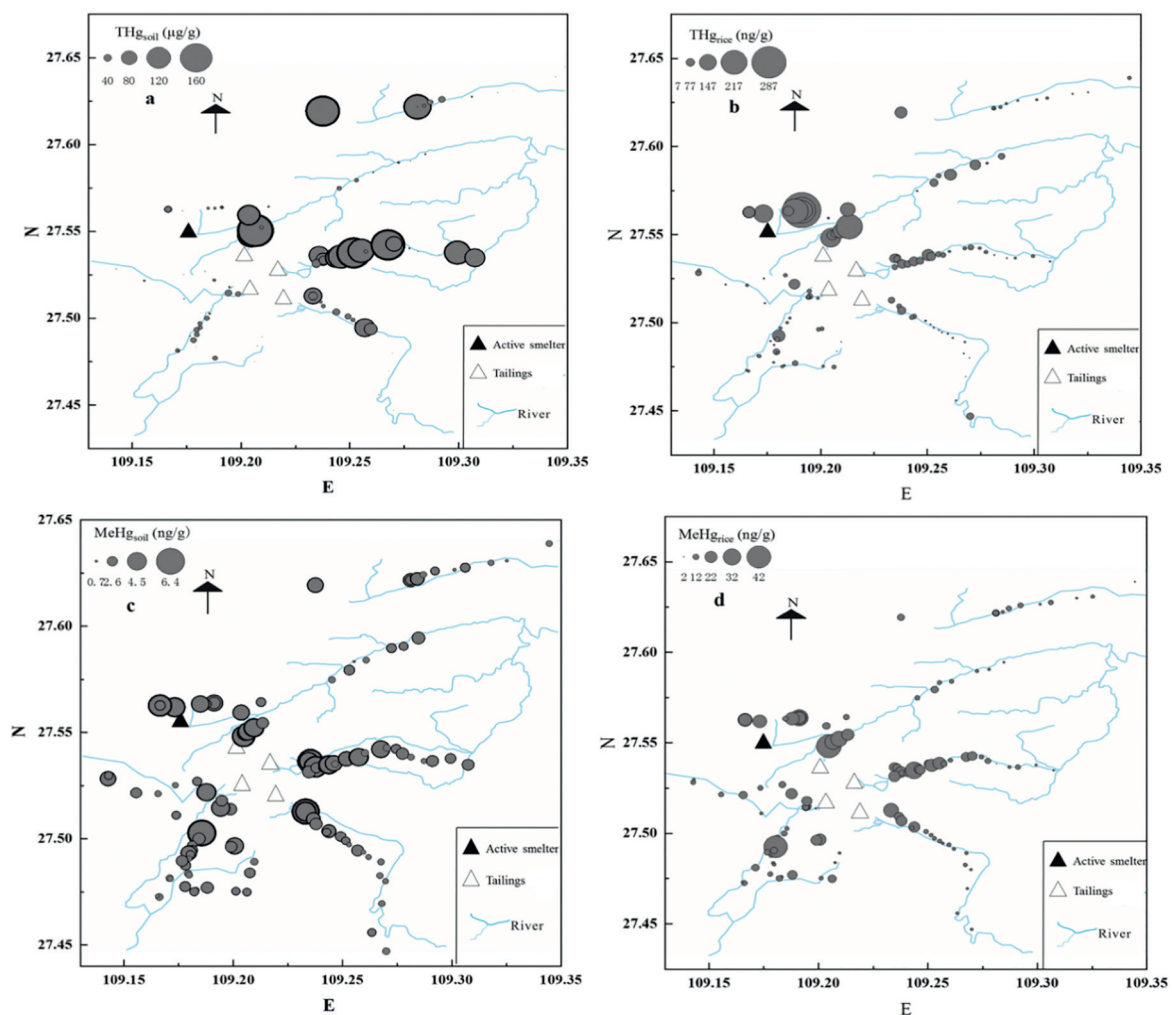 THgsoil (μg/g)
40 80 120 160
a
N
27.65
27.60
27.55
27.50
27.45
N
109.15 109.20 109.25 109.30 109.35
E
Active smelter
Tailings
River
THgrice (ng/g)
7 77 147 217 287
b
N
27.65
27.60
27.55
27.50
27.45
N
109.15 109.20 109.25 109.30 109.35
E
Active smelter
Tailings
River
MeHgsoil (ng/g)
0.7 2.6 4.5 6.4
c
N
27.65
27.60
27.55
27.50
27.45
N
109.15 109.20 109.25 109.30 109.35
E
Active smelter
Tailings
River
MeHgrice (ng/g)
2 12 22 32 42
d
N
27.65
27.60
27.55
27.50
27.45
N
109.15 109.20 109.25 109.30 109.35
E
Active smelter
Tailings
River